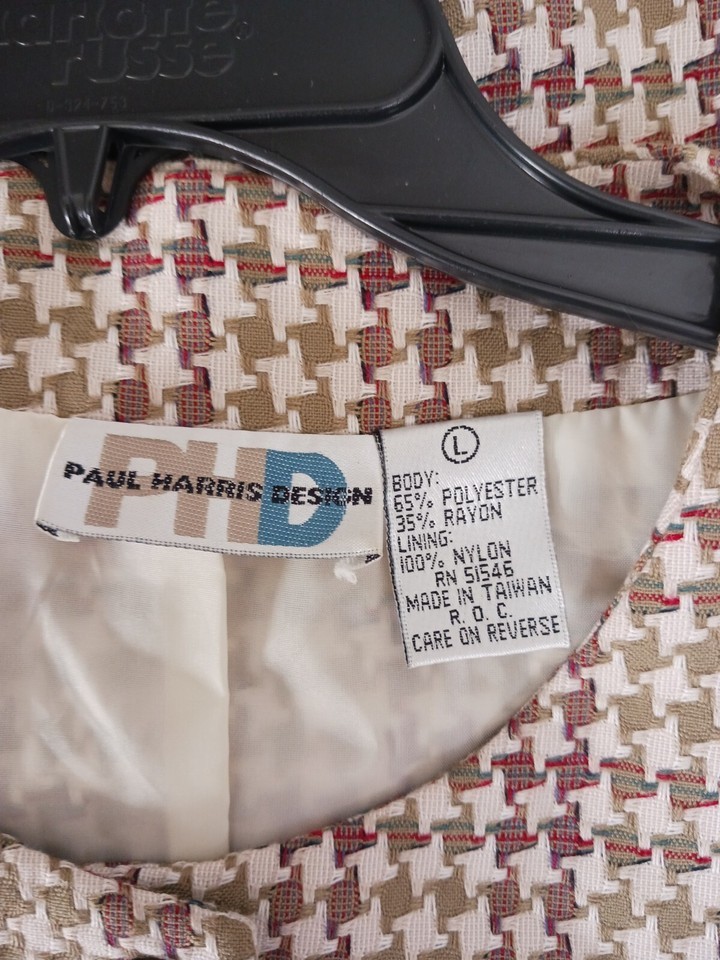 russe
PHD
PAUL HARRIS DESIGN
L
BODY:
65% POLYESTER
35% RAYON
LINING:
100% NYLON
RN 51546
MADE IN TAIWAN
R. O. C.
CARE ON REVERSE